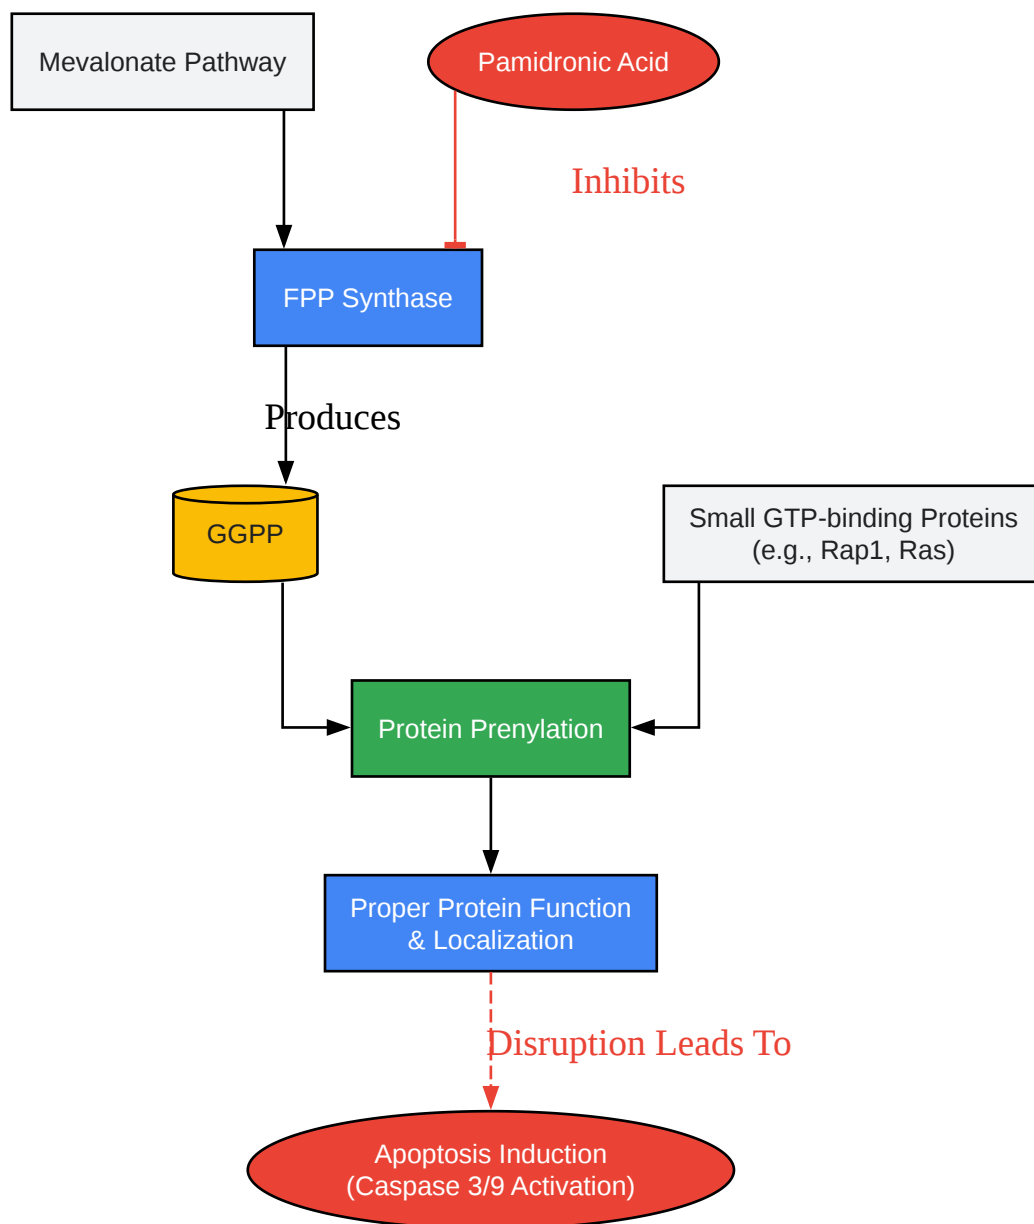 Mevalonate Pathway
Pamidronic Acid
Inhibits
FPP Synthase
Produces
GGPP
Small GTP-binding Proteins
(e.g., Rap1, Ras)
Protein Prenylation
Proper Protein Function
& Localization
Disruption Leads To
Apoptosis Induction
(Caspase 3/9 Activation)